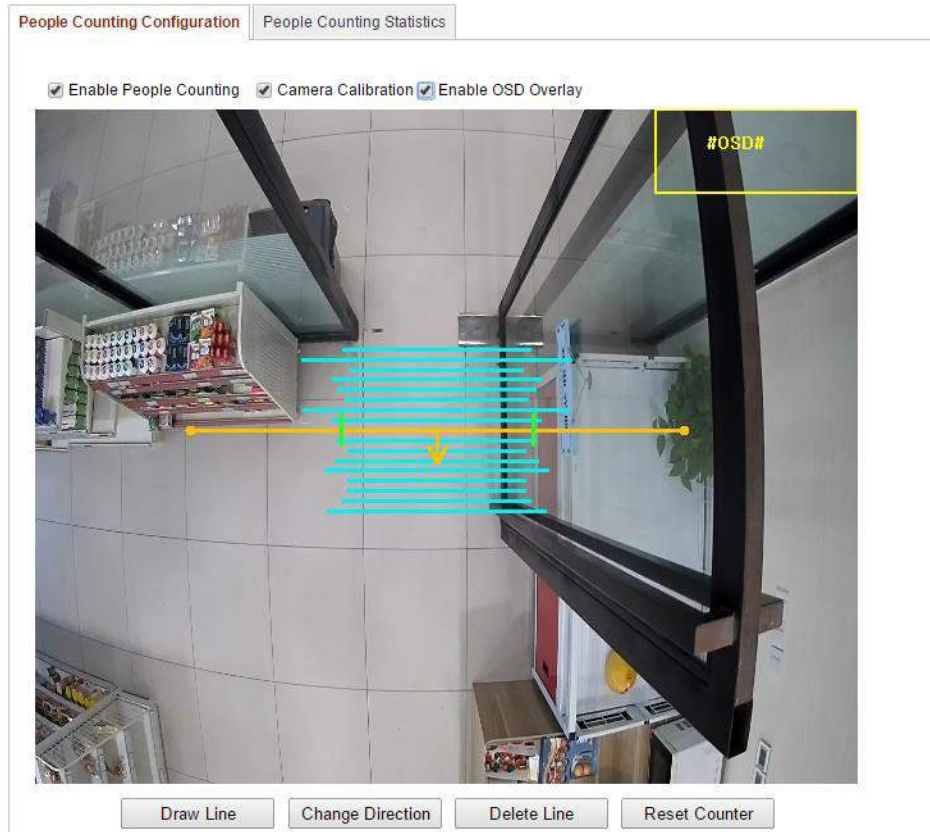 People Counting Configuration
People Counting Statistics
Enable People Counting
Camera Calibration
Enable OSD Overlay
#OSD#
Draw Line
Change Direction
Delete Line
Reset Counter